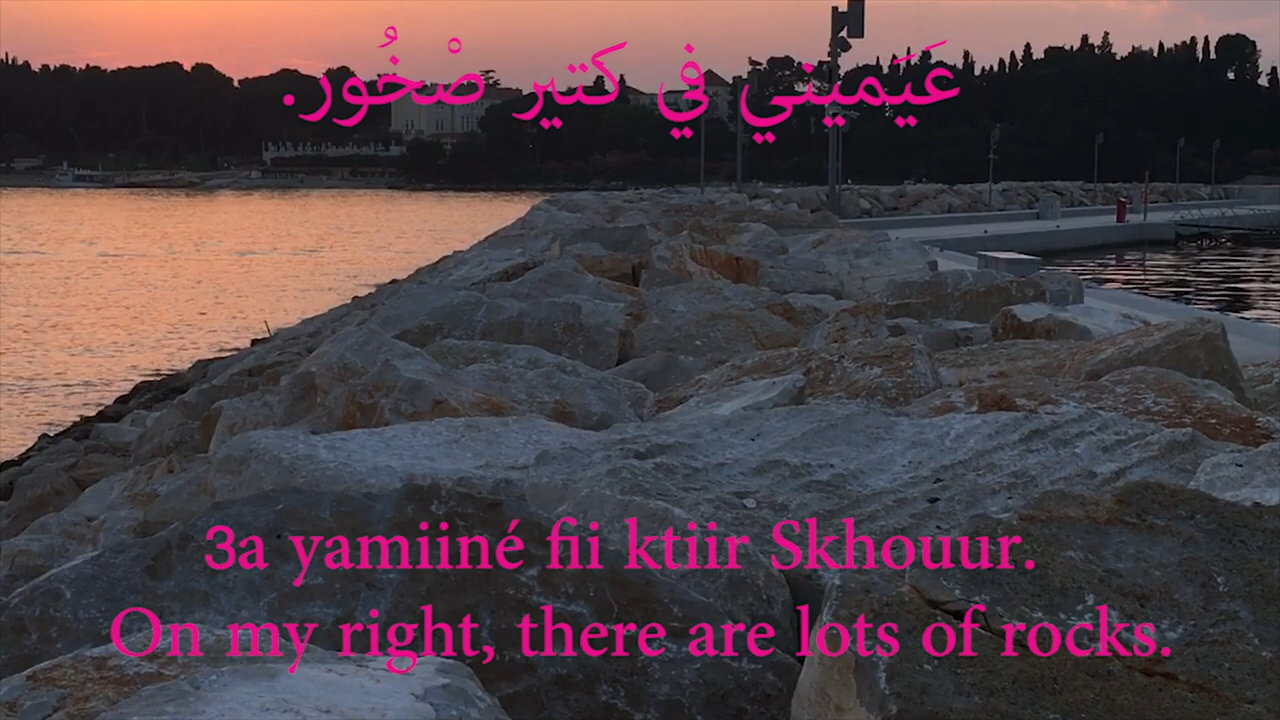 عَيَميني في كتير صْخُور.
3a yamiiné fii ktiir Skhouur.
On my right, there are lots of rocks.